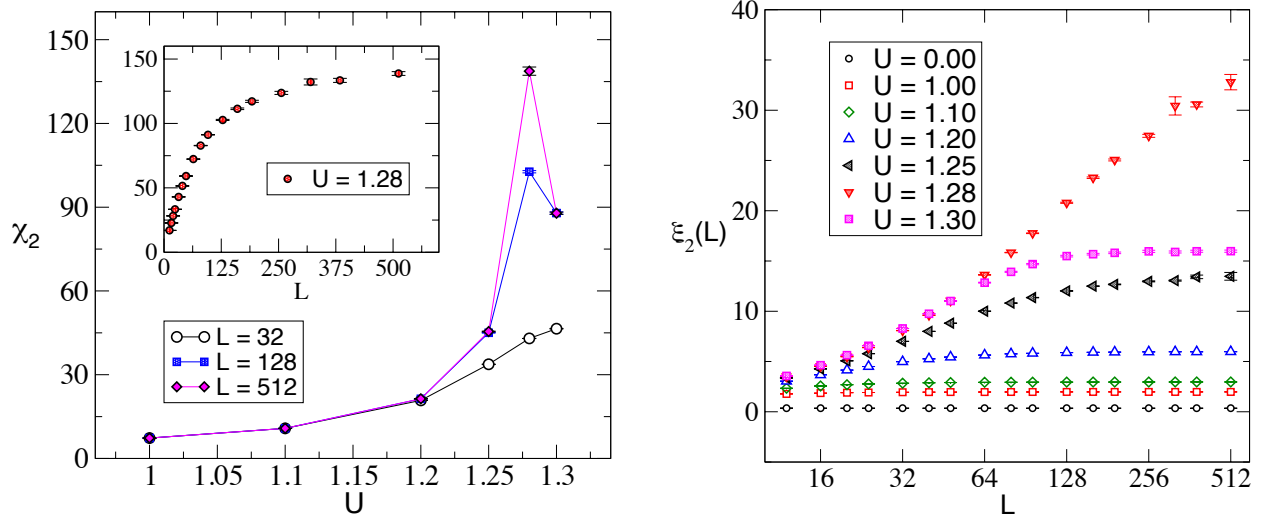 150
120
90
60
30
0
χ₂
1
1.05
1.1
1.15
1.2
1.25
1.3
U
150
100
50
0
0
125
250
375
500
L
U = 1.28
L = 32
L = 128
L = 512
40
30
20
10
0
ξ₂(L)
16
32
64
128
256
512
L
U = 0.00
U = 1.00
U = 1.10
U = 1.20
U = 1.25
U = 1.28
U = 1.30